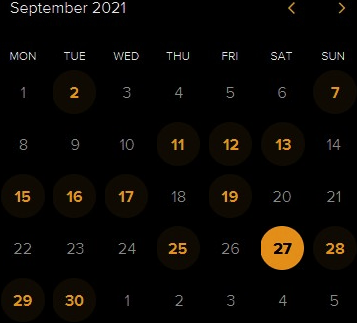 September 2021
MON TUE WED THU FRI SAT SUN
1 2 3 4 5 6 7
8 9 10 11 12 13 14
15 16 17 18 19 20 21
22 23 24 25 26 27 28
29 30 1 2 3 4 5